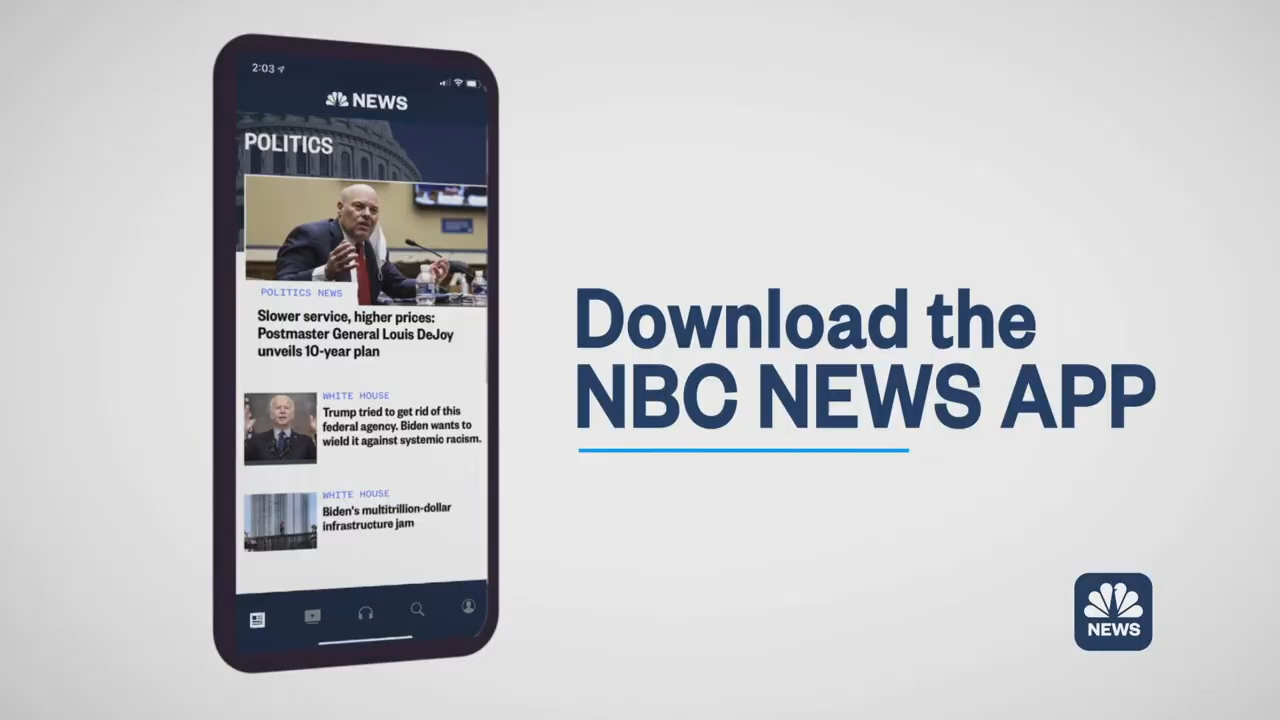 2:03
NEWS
POLITICS
POLITICS NEWS
Slower service, higher prices:
Postmaster General Louis DeJoy
unveils 10-year plan
WHITE HOUSE
Trump tried to get rid of this
federal agency. Biden wants to
wield it against systemic racism.
WHITE HOUSE
Biden's multitrillion-dollar
infrastructure jam
Download the
NBC NEWS APP
NEWS